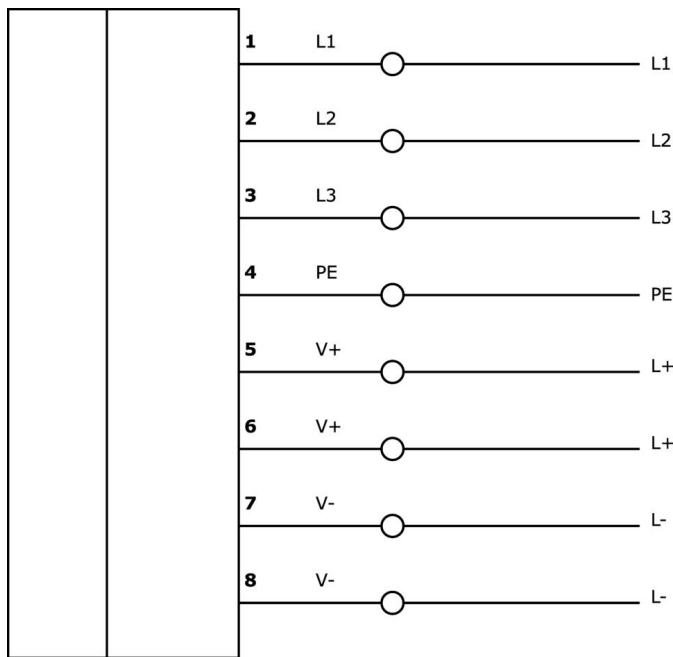 1 L1 L1
2 L2 L2
3 L3 L3
4 PE PE
5 V+ L+
6 V+ L+
7 V- L-
8 V- L-